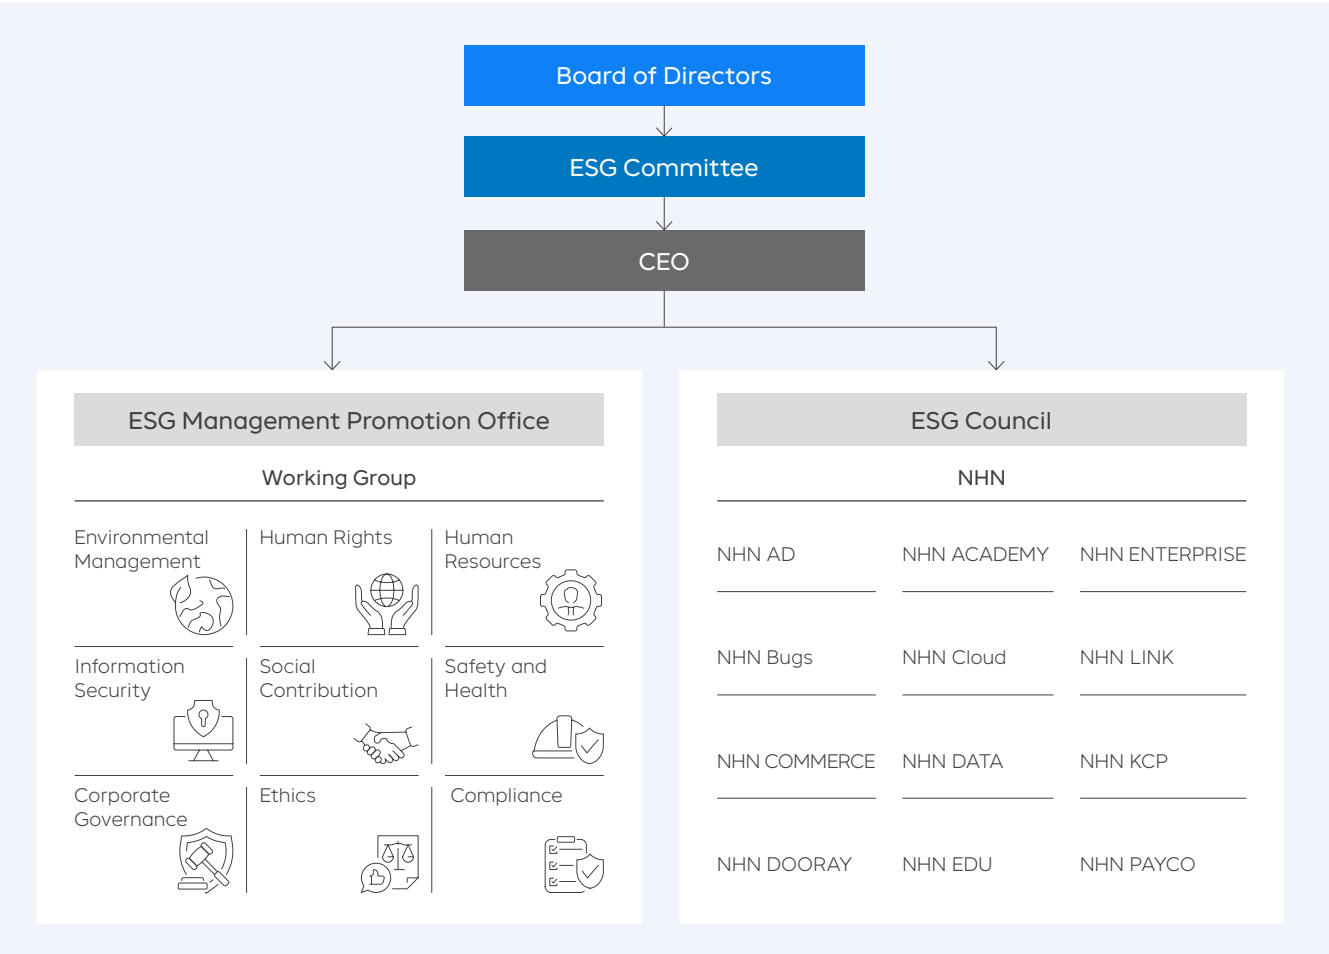 Board of Directors
ESG Committee
CEO
ESG Management Promotion Office
Working Group
Environmental
Management
Human Rights
Human
Resources
Information
Security
Social
Contribution
Safety and
Health
Corporate
Governance
Ethics
Compliance
ESG Council
NHN
NHN AD
NHN ACADEMY
NHN ENTERPRISE
NHN Bugs
NHN Cloud
NHN LINK
NHN COMMERCE
NHN DATA
NHN KCP
NHN DOORAY
NHN EDU
NHN PAYCO